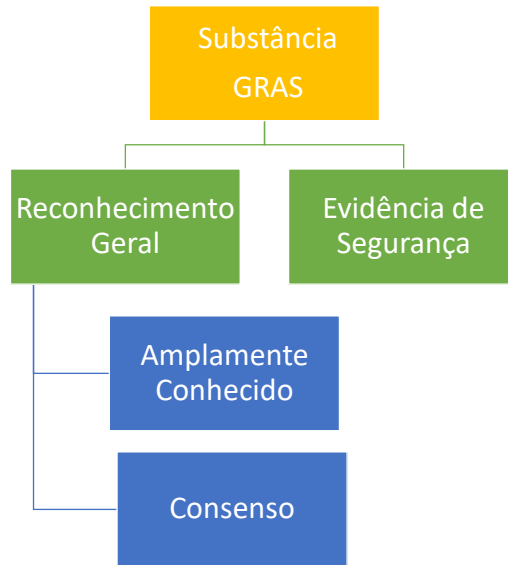 Substância
GRAS
Reconhecimento
Geral
Evidência de
Segurança
Amplamente
Conhecido
Consenso